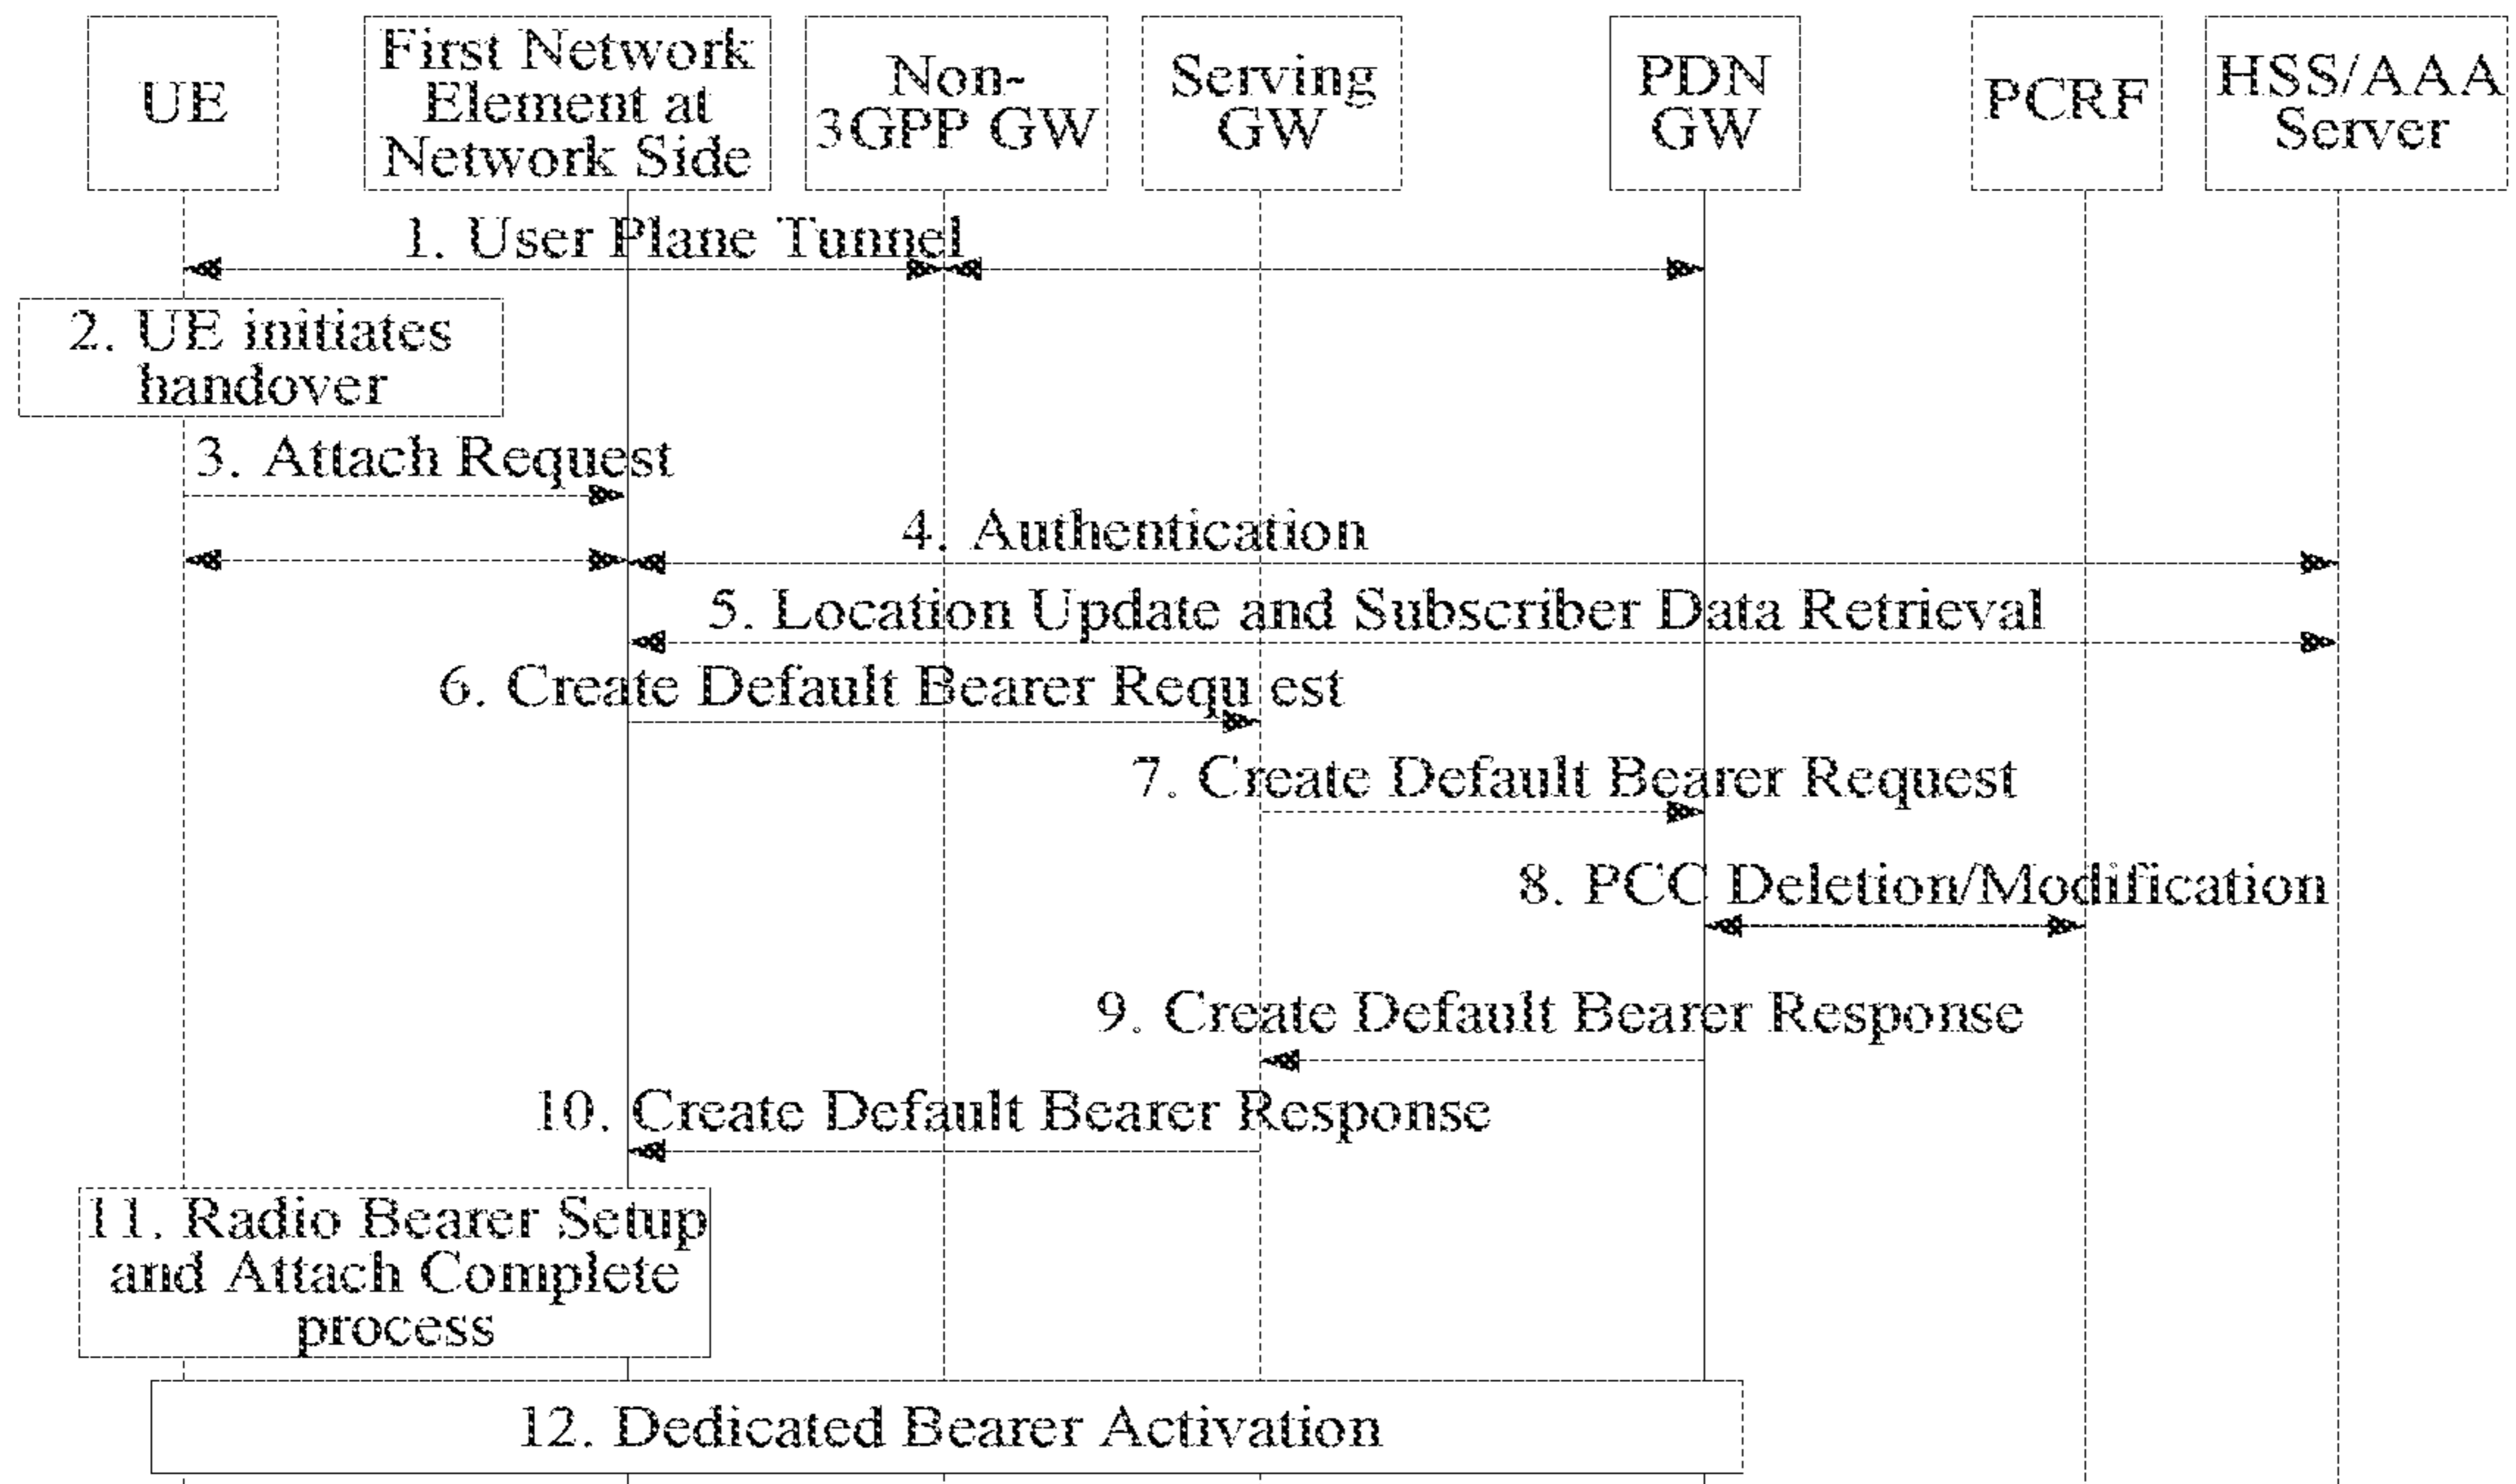 UE
First Network
Element at
Network Side
Non-
3GPP GW
Serving
GW
PDN
GW
PCRF
HSS/AAA
Server
1. User Plane Tunnel
2. UE initiates
handover
3. Attach Request
4. Authentication
5. Location Update and Subscriber Data Retrieval
6. Create Default Bearer Requ est
7. Create Default Bearer Request
8. PCC Deletion/Modification
9. Create Default Bearer Response
10. Create Default Bearer Response
11. Radio Bearer Setup
and Attach Complete
process
12. Dedicated Bearer Activation